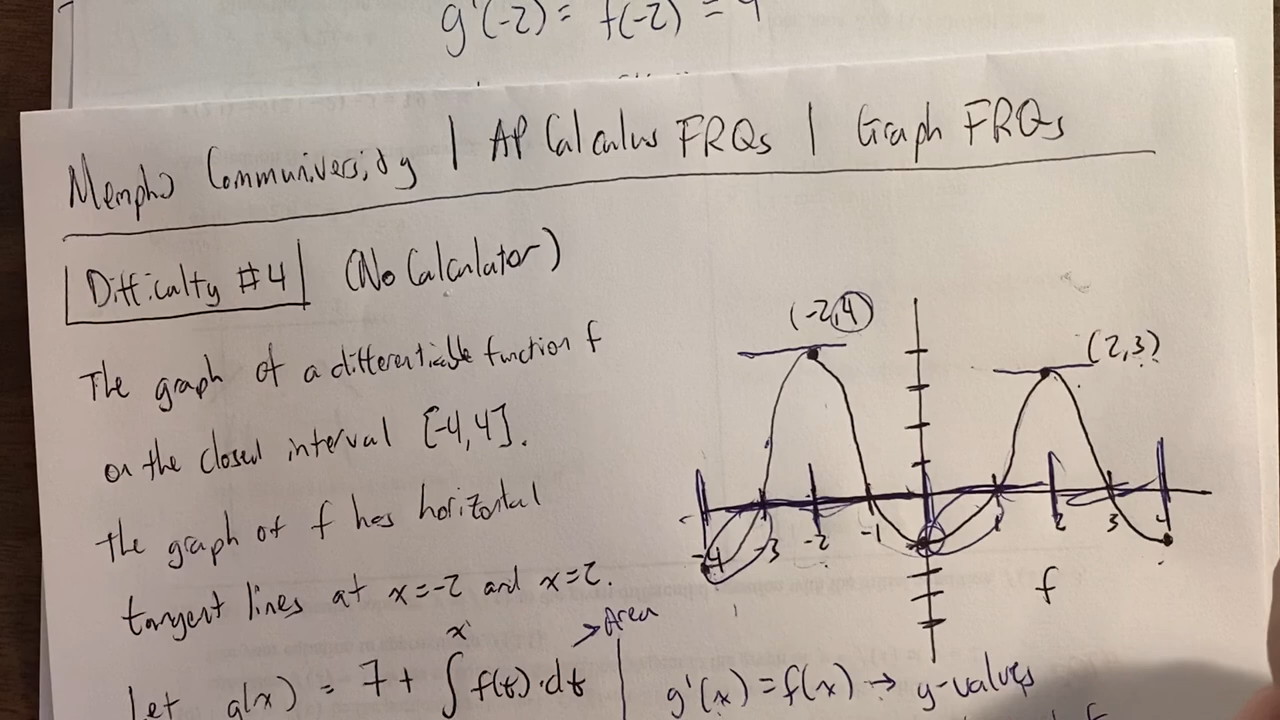 g'(-2) = f(-2) = 4
Mempho Communiversidy | AP Calculus FRQs | Graph FRQs
Difficulty #4 (No Calculator)
The graph of a differentiable function f
on the closed interval [-4,4].
the graph of f has horizontal
tangent lines at x=-2 and x=2.
Let g(x) = 7 + ∫ˣ f(t)·dt
> Area
g'(x) = f(x) → y-values
(-2,4)
(2,3)
-4 -3 -2 -1 1 2 3 4
f